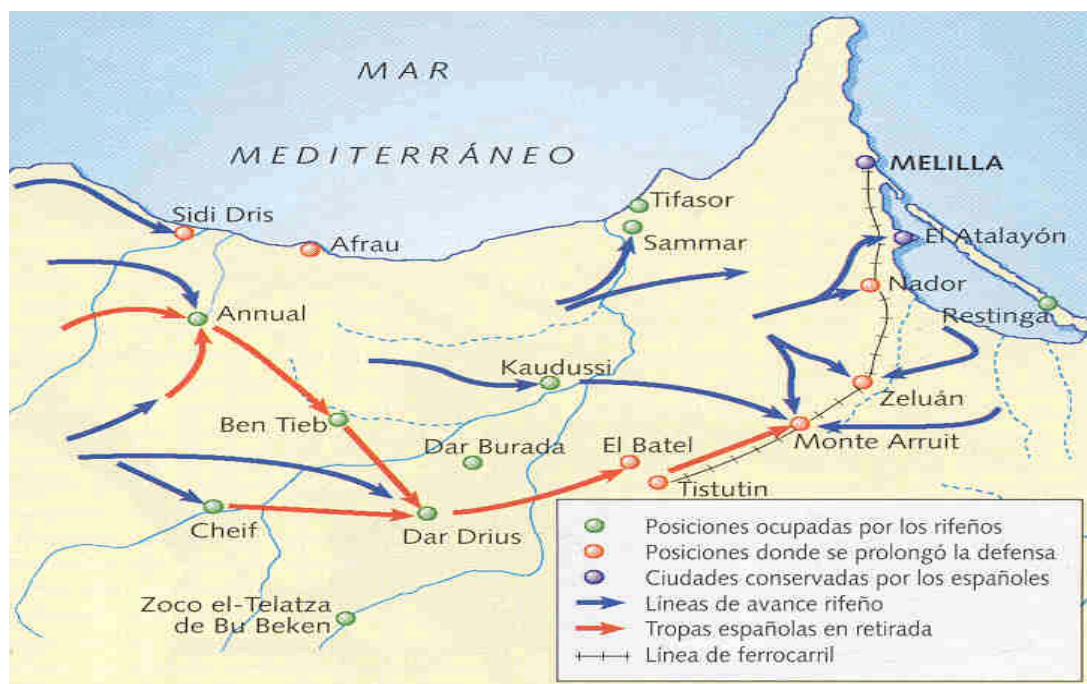 MAR
MEDITERRÁNEO
MELILLA
Tifasor
Sidi Dris
Sammar
El Atalayón
Afrau
Nador
Annual
Restinga
Kaudussi
Zeluán
Ben Tieb
Dar Burada
El Batel
Monte Arruit
Tistutin
Cheif
Dar Drius
Zoco el-Telatza
de Bu Beken
Posiciones ocupadas por los rifeños
Posiciones donde se prolongó la defensa
Ciudades conservadas por los españoles
Líneas de avance rifeño
Tropas españolas en retirada
Línea de ferrocarril